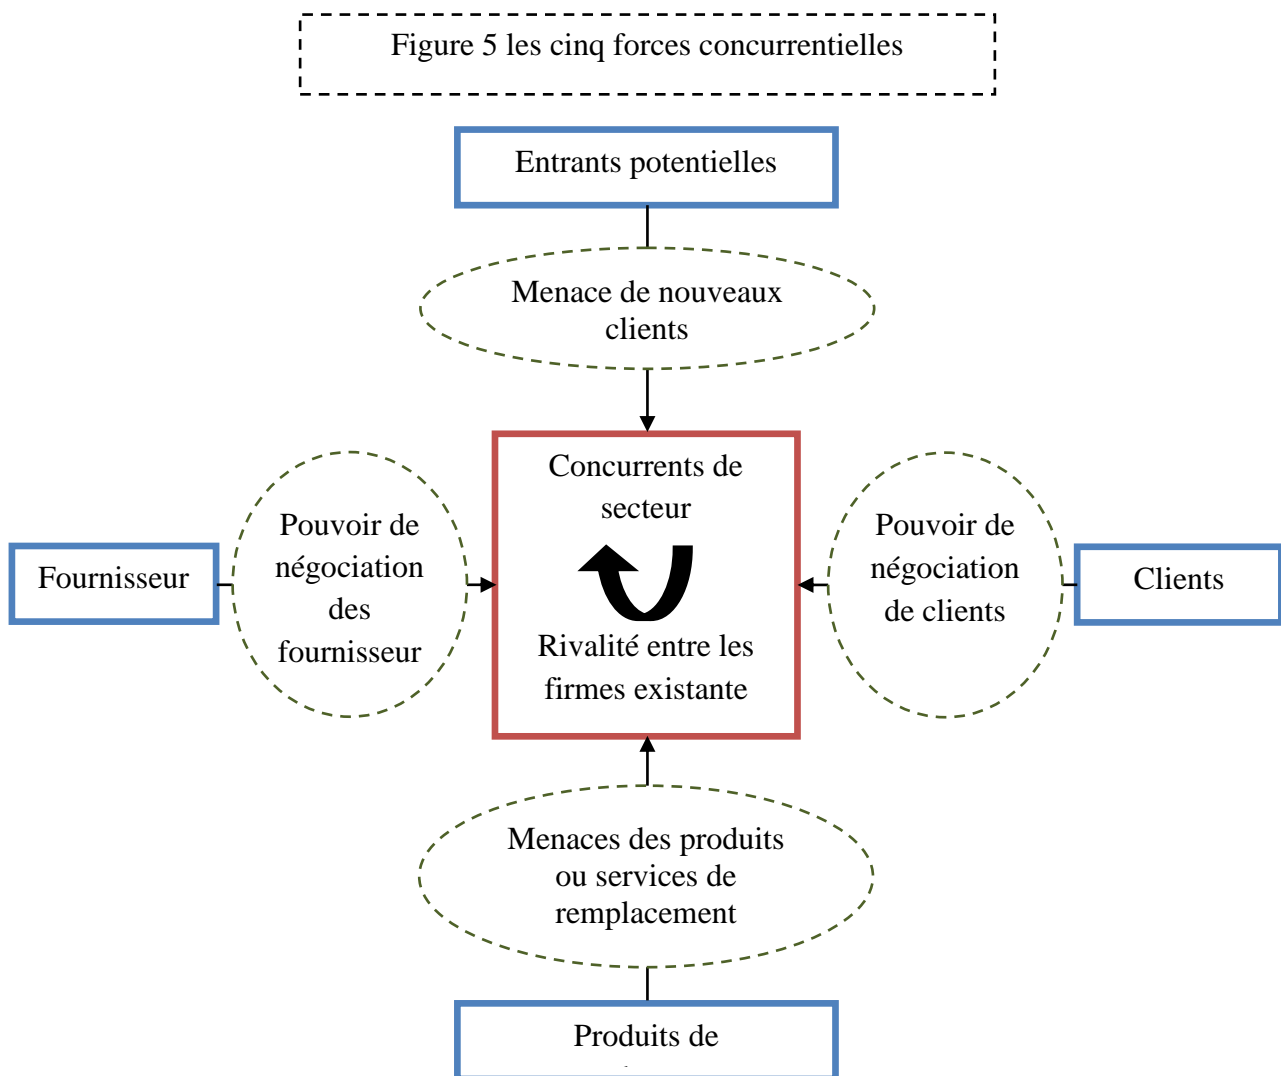 Figure 5 les cinq forces concurrentielles
Entrants potentielles
Menace de nouveaux
clients
Concurrents de
secteur
Pouvoir de
négociation
des
fournisseur
Fournisseur
Pouvoir de
négociation
de clients
Clients
Rivalité entre les
firmes existante
Menaces des produits
ou services de
remplacement
Produits de